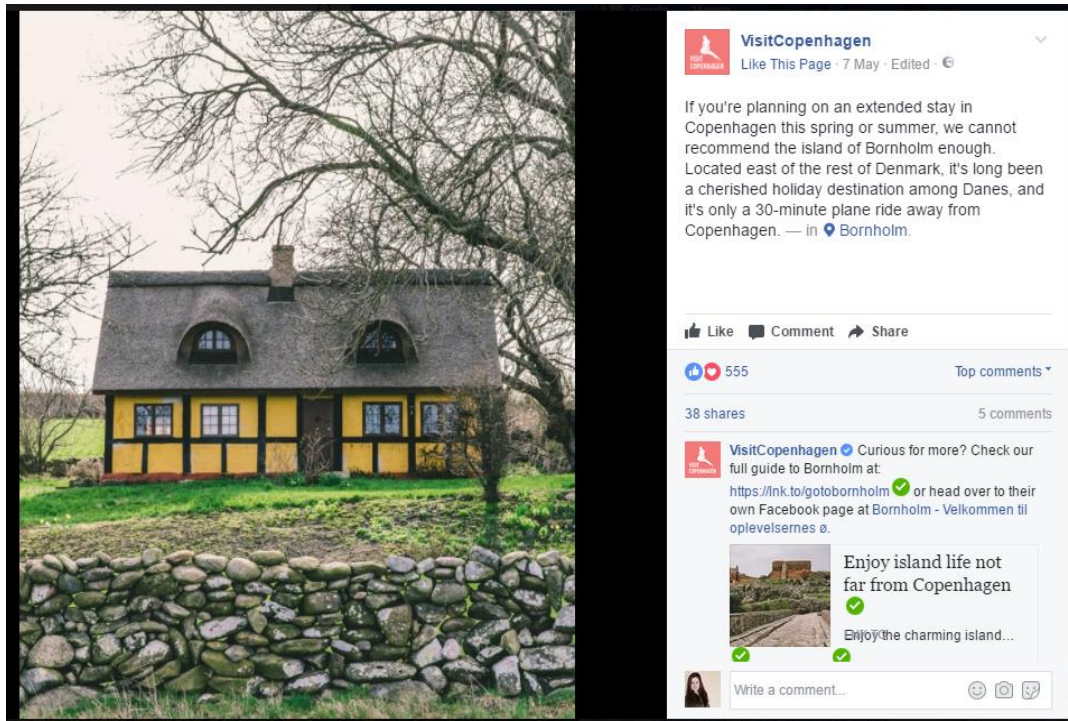 VisitCopenhagen
Like This Page · 7 May · Edited ·
If you're planning on an extended stay in
Copenhagen this spring or summer, we cannot
recommend the island of Bornholm enough.
Located east of the rest of Denmark, it's long been
a cherished holiday destination among Danes, and
it's only a 30-minute plane ride away from
Copenhagen. — in Bornholm.
Like Comment Share
555 Top comments
38 shares 5 comments
VisitCopenhagen Curious for more? Check our
full guide to Bornholm at:
https://lnk.to/gotobornholm or head over to their
own Facebook page at Bornholm - Velkommen til
oplevelsernes ø.
Enjoy island life not
far from Copenhagen
Enjoy the charming island...
Write a comment...